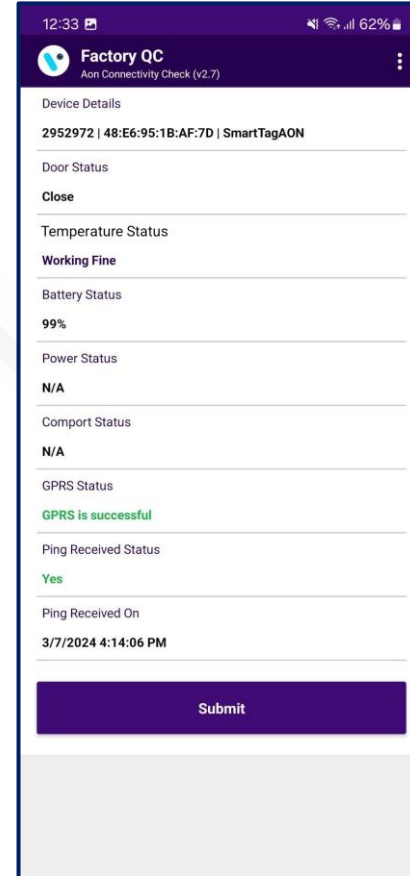 12:33
62%
Factory QC
Aon Connectivity Check (v2.7)
Device Details
2952972 | 48:E6:95:1B:AF:7D | SmartTagAON
Door Status
Close
Temperature Status
Working Fine
Battery Status
99%
Power Status
N/A
Comport Status
N/A
GPRS Status
GPRS is successful
Ping Received Status
Yes
Ping Received On
3/7/2024 4:14:06 PM
Submit